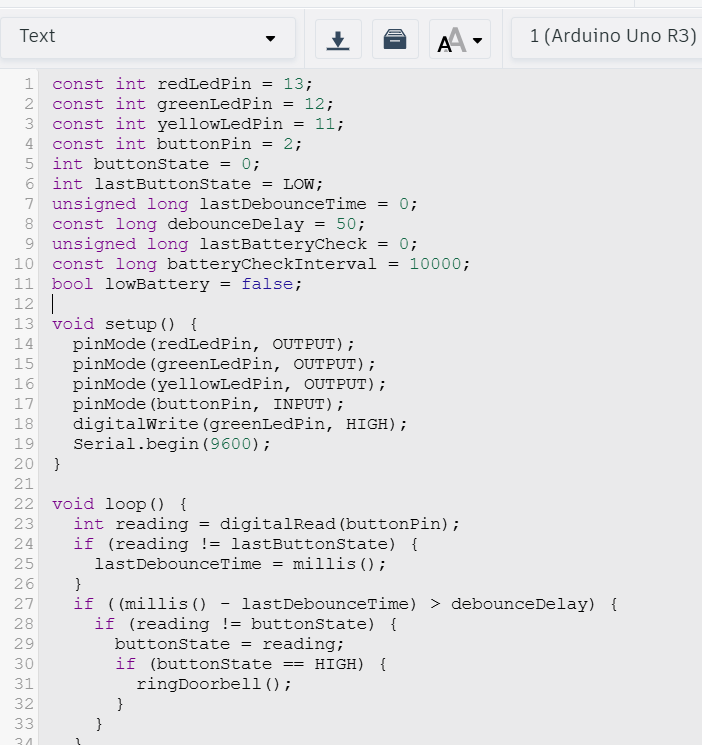 Text
1 (Arduino Uno R3)
1 const int redLedPin = 13;
2 const int greenLedPin = 12;
3 const int yellowLedPin = 11;
4 const int buttonPin = 2;
5 int buttonState = 0;
6 int lastButtonState = LOW;
7 unsigned long lastDebounceTime = 0;
8 const long debounceDelay = 50;
9 unsigned long lastBatteryCheck = 0;
10 const long batteryCheckInterval = 10000;
11 bool lowBattery = false;
12
13 void setup() {
14   pinMode(redLedPin, OUTPUT);
15   pinMode(greenLedPin, OUTPUT);
16   pinMode(yellowLedPin, OUTPUT);
17   pinMode(buttonPin, INPUT);
18   digitalWrite(greenLedPin, HIGH);
19   Serial.begin(9600);
20 }
21
22 void loop() {
23   int reading = digitalRead(buttonPin);
24   if (reading != lastButtonState) {
25     lastDebounceTime = millis();
26   }
27   if ((millis() - lastDebounceTime) > debounceDelay) {
28     if (reading != buttonState) {
29       buttonState = reading;
30       if (buttonState == HIGH) {
31         ringDoorbell();
32       }
33     }
34   }